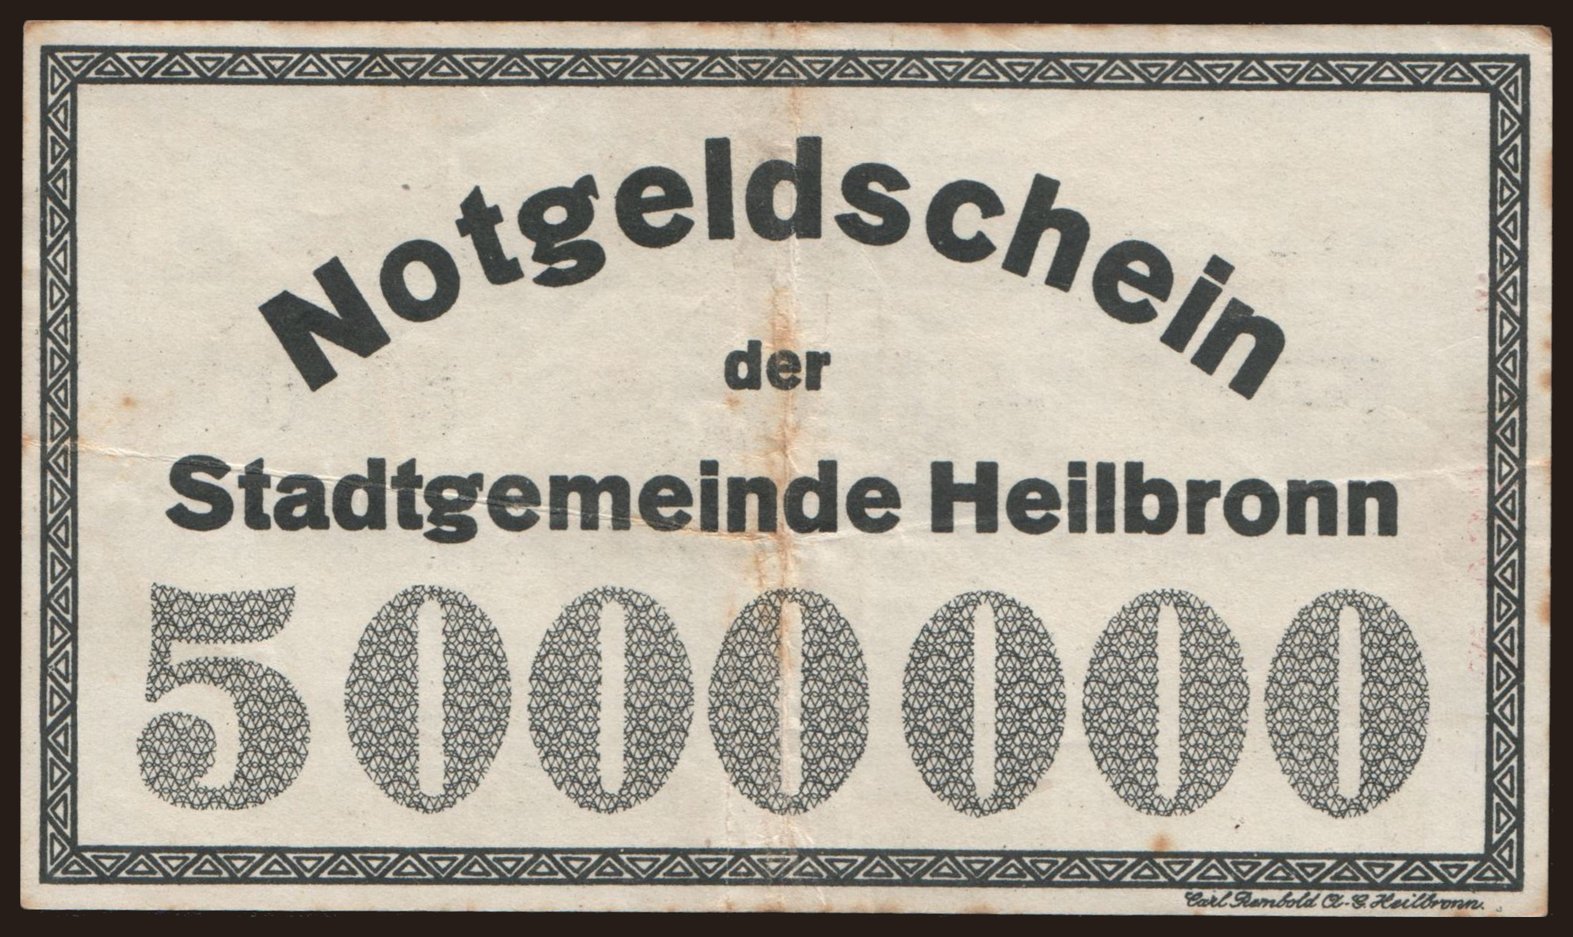 Notgeldschein
der
Stadtgemeinde Heilbronn
5000000
Carl Rembold A.-G. Heilbronn.